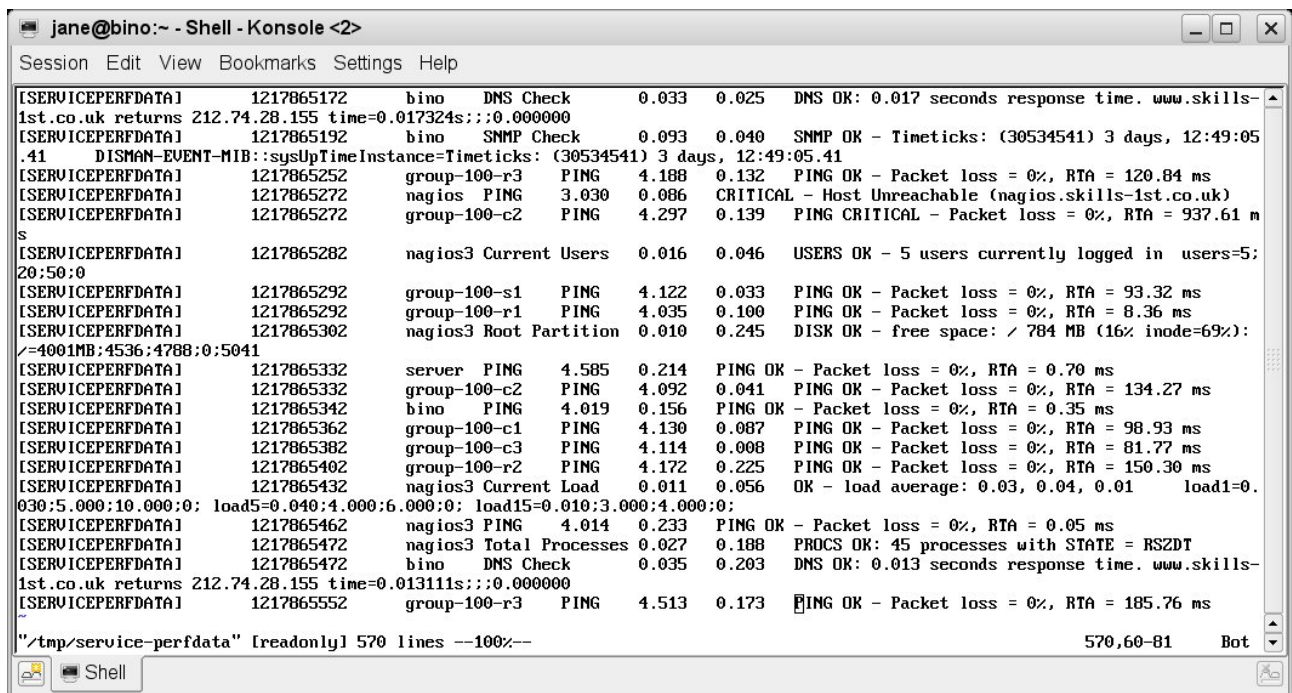 jane@bino:~ - Shell - Konsole <2>
Session Edit View Bookmarks Settings Help
[SERVICEPERFDATA] 1217865172 bino DNS Check 0.033 0.025 DNS OK: 0.017 seconds response time. www.skills-
1st.co.uk returns 212.74.28.155 time=0.017324s;;;0.000000
[SERVICEPERFDATA] 1217865192 bino SNMP Check 0.093 0.040 SNMP OK - Timeticks: (30534541) 3 days, 12:49:05
.41 DISMAN-EVENT-MIB::sysUpTimeInstance=Timeticks: (30534541) 3 days, 12:49:05.41
[SERVICEPERFDATA] 1217865252 group-100-r3 PING 4.188 0.132 PING OK - Packet loss = 0%, RTA = 120.84 ms
[SERVICEPERFDATA] 1217865272 nagios PING 3.030 0.086 CRITICAL - Host Unreachable (nagios.skills-1st.co.uk)
[SERVICEPERFDATA] 1217865272 group-100-c2 PING 4.297 0.139 PING CRITICAL - Packet loss = 0%, RTA = 937.61 m
s
[SERVICEPERFDATA] 1217865282 nagios3 Current Users 0.016 0.046 USERS OK - 5 users currently logged in users=5;
20;50;0
[SERVICEPERFDATA] 1217865292 group-100-s1 PING 4.122 0.033 PING OK - Packet loss = 0%, RTA = 93.32 ms
[SERVICEPERFDATA] 1217865292 group-100-r1 PING 4.035 0.100 PING OK - Packet loss = 0%, RTA = 8.36 ms
[SERVICEPERFDATA] 1217865302 nagios3 Root Partition 0.010 0.245 DISK OK - free space: / 784 MB (16% inode=69%):
/=4001MB;4536;4788;0;5041
[SERVICEPERFDATA] 1217865332 server PING 4.585 0.214 PING OK - Packet loss = 0%, RTA = 0.70 ms
[SERVICEPERFDATA] 1217865332 group-100-c2 PING 4.092 0.041 PING OK - Packet loss = 0%, RTA = 134.27 ms
[SERVICEPERFDATA] 1217865342 bino PING 4.019 0.156 PING OK - Packet loss = 0%, RTA = 0.35 ms
[SERVICEPERFDATA] 1217865362 group-100-c1 PING 4.130 0.087 PING OK - Packet loss = 0%, RTA = 98.93 ms
[SERVICEPERFDATA] 1217865382 group-100-c3 PING 4.114 0.008 PING OK - Packet loss = 0%, RTA = 81.77 ms
[SERVICEPERFDATA] 1217865402 group-100-r2 PING 4.172 0.225 PING OK - Packet loss = 0%, RTA = 150.30 ms
[SERVICEPERFDATA] 1217865432 nagios3 Current Load 0.011 0.056 OK - load average: 0.03, 0.04, 0.01 load1=0.
030;5.000;10.000;0; load5=0.040;4.000;6.000;0; load15=0.010;3.000;4.000;0;
[SERVICEPERFDATA] 1217865462 nagios3 PING 4.014 0.233 PING OK - Packet loss = 0%, RTA = 0.05 ms
[SERVICEPERFDATA] 1217865472 nagios3 Total Processes 0.027 0.188 PROCS OK: 45 processes with STATE = RSZDT
[SERVICEPERFDATA] 1217865472 bino DNS Check 0.035 0.203 DNS OK: 0.013 seconds response time. www.skills-
1st.co.uk returns 212.74.28.155 time=0.013111s;;;0.000000
[SERVICEPERFDATA] 1217865552 group-100-r3 PING 4.513 0.173 PING OK - Packet loss = 0%, RTA = 185.76 ms
~
"/tmp/service-perfdata" [readonly] 570 lines --100%-- 570,60-81 Bot
Shell